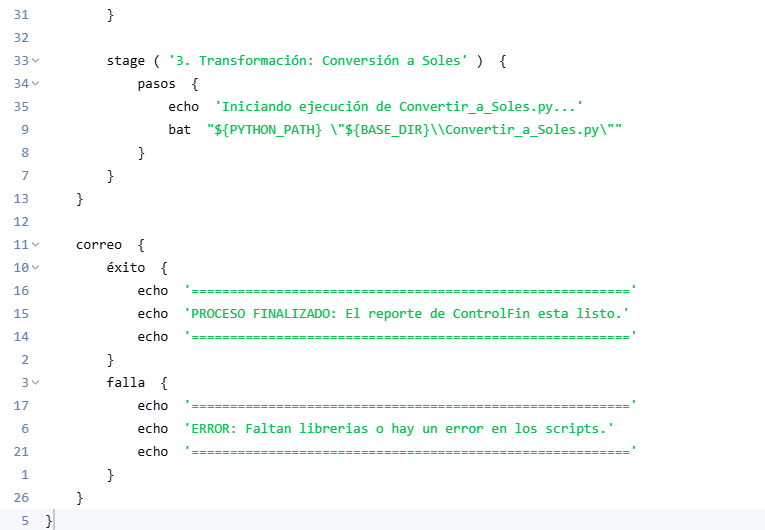 31 }
32
33 stage ( '3. Transformación: Conversión a Soles' ) {
34 pasos {
35 echo 'Iniciando ejecución de Convertir_a_Soles.py...'
9 bat "${PYTHON_PATH} \"${BASE_DIR}\\Convertir_a_Soles.py\""
8 }
7 }
13 }
12
11 correo {
10 éxito {
16 echo '========================================================='
15 echo 'PROCESO FINALIZADO: El reporte de ControlFin esta listo.'
14 echo '========================================================='
2 }
3 falla {
17 echo '========================================================='
6 echo 'ERROR: Faltan librerias o hay un error en los scripts.'
21 echo '========================================================='
1 }
26 }
5 }